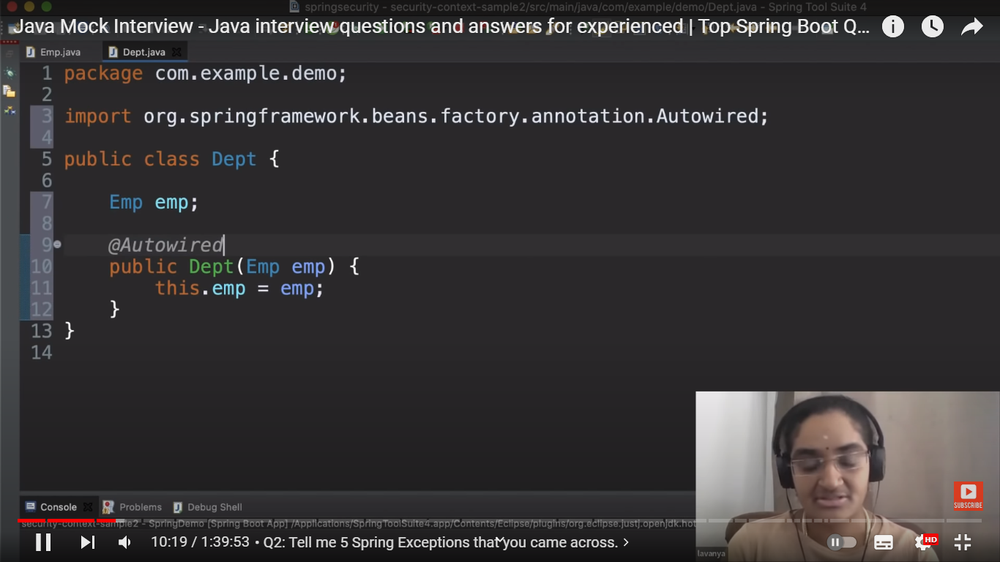 springsecurity - security-context-sample2/src/main/java/com/example/demo/Dept.java - Spring Tool Suite 4
Java Mock Interview - Java interview questions and answers for experienced | Top Spring Boot Q...
Emp.java Dept.java
1 package com.example.demo;
2
3 import org.springframework.beans.factory.annotation.Autowired;
4
5 public class Dept {
6
7 Emp emp;
8
9 @Autowired
10 public Dept(Emp emp) {
11 this.emp = emp;
12 }
13 }
14
SUBSCRIBE
Console Problems Debug Shell
security-context-sample2 - SpringDemo [Spring Boot App] /Applications/SpringToolSuite4.app/Contents/Eclipse/plugins/org.eclipse.justj.openjdk.hot
10:19 / 1:39:53 • Q2: Tell me 5 Spring Exceptions that you came across. >
HD
lavanya